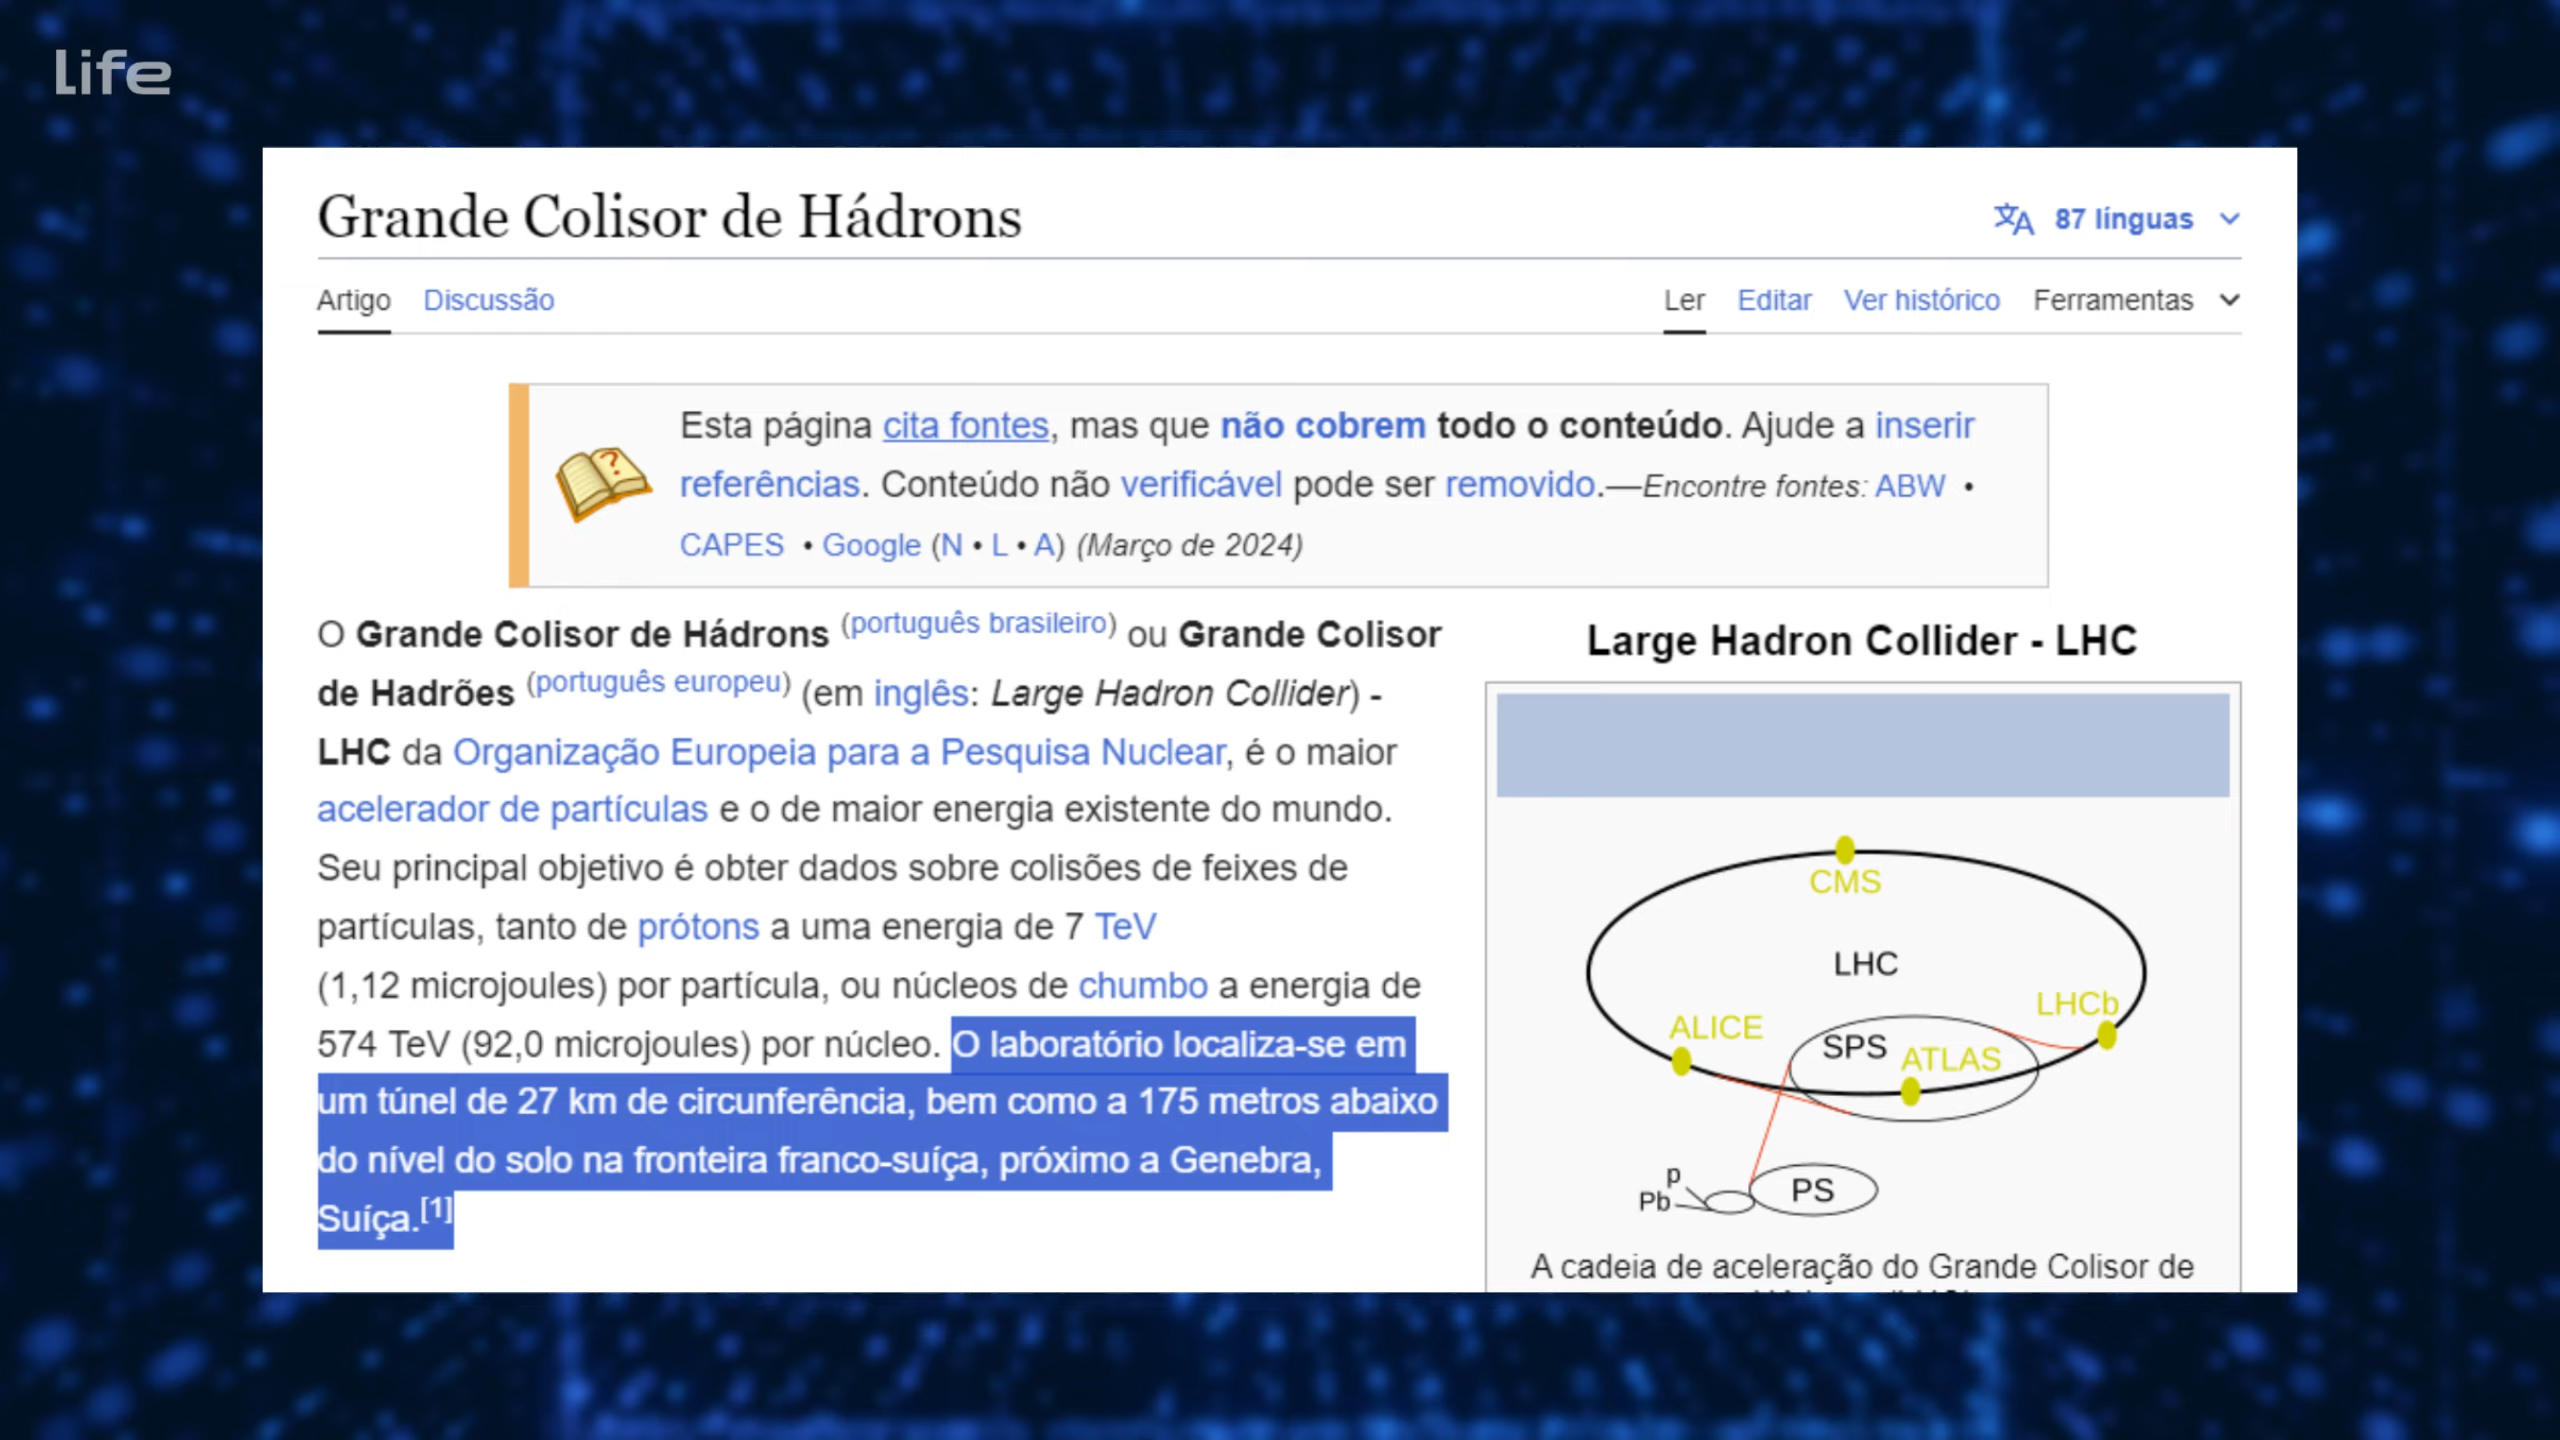 life
Grande Colisor de Hádrons
87 línguas
Artigo Discussão
Ler Editar Ver histórico Ferramentas
Esta página cita fontes, mas que não cobrem todo o conteúdo. Ajude a inserir
referências. Conteúdo não verificável pode ser removido.—Encontre fontes: ABW •
CAPES • Google (N • L • A) (Março de 2024)
O Grande Colisor de Hádrons (português brasileiro) ou Grande Colisor
de Hadrões (português europeu) (em inglês: Large Hadron Collider) -
LHC da Organização Europeia para a Pesquisa Nuclear, é o maior
acelerador de partículas e o de maior energia existente do mundo.
Seu principal objetivo é obter dados sobre colisões de feixes de
partículas, tanto de prótons a uma energia de 7 TeV
(1,12 microjoules) por partícula, ou núcleos de chumbo a energia de
574 TeV (92,0 microjoules) por núcleo. O laboratório localiza-se em
um túnel de 27 km de circunferência, bem como a 175 metros abaixo
do nível do solo na fronteira franco-suíça, próximo a Genebra,
Suíça.[1]
Large Hadron Collider - LHC
CMS
LHC
LHCb
ALICE
SPS
ATLAS
p
Pb
PS
A cadeia de aceleração do Grande Colisor de